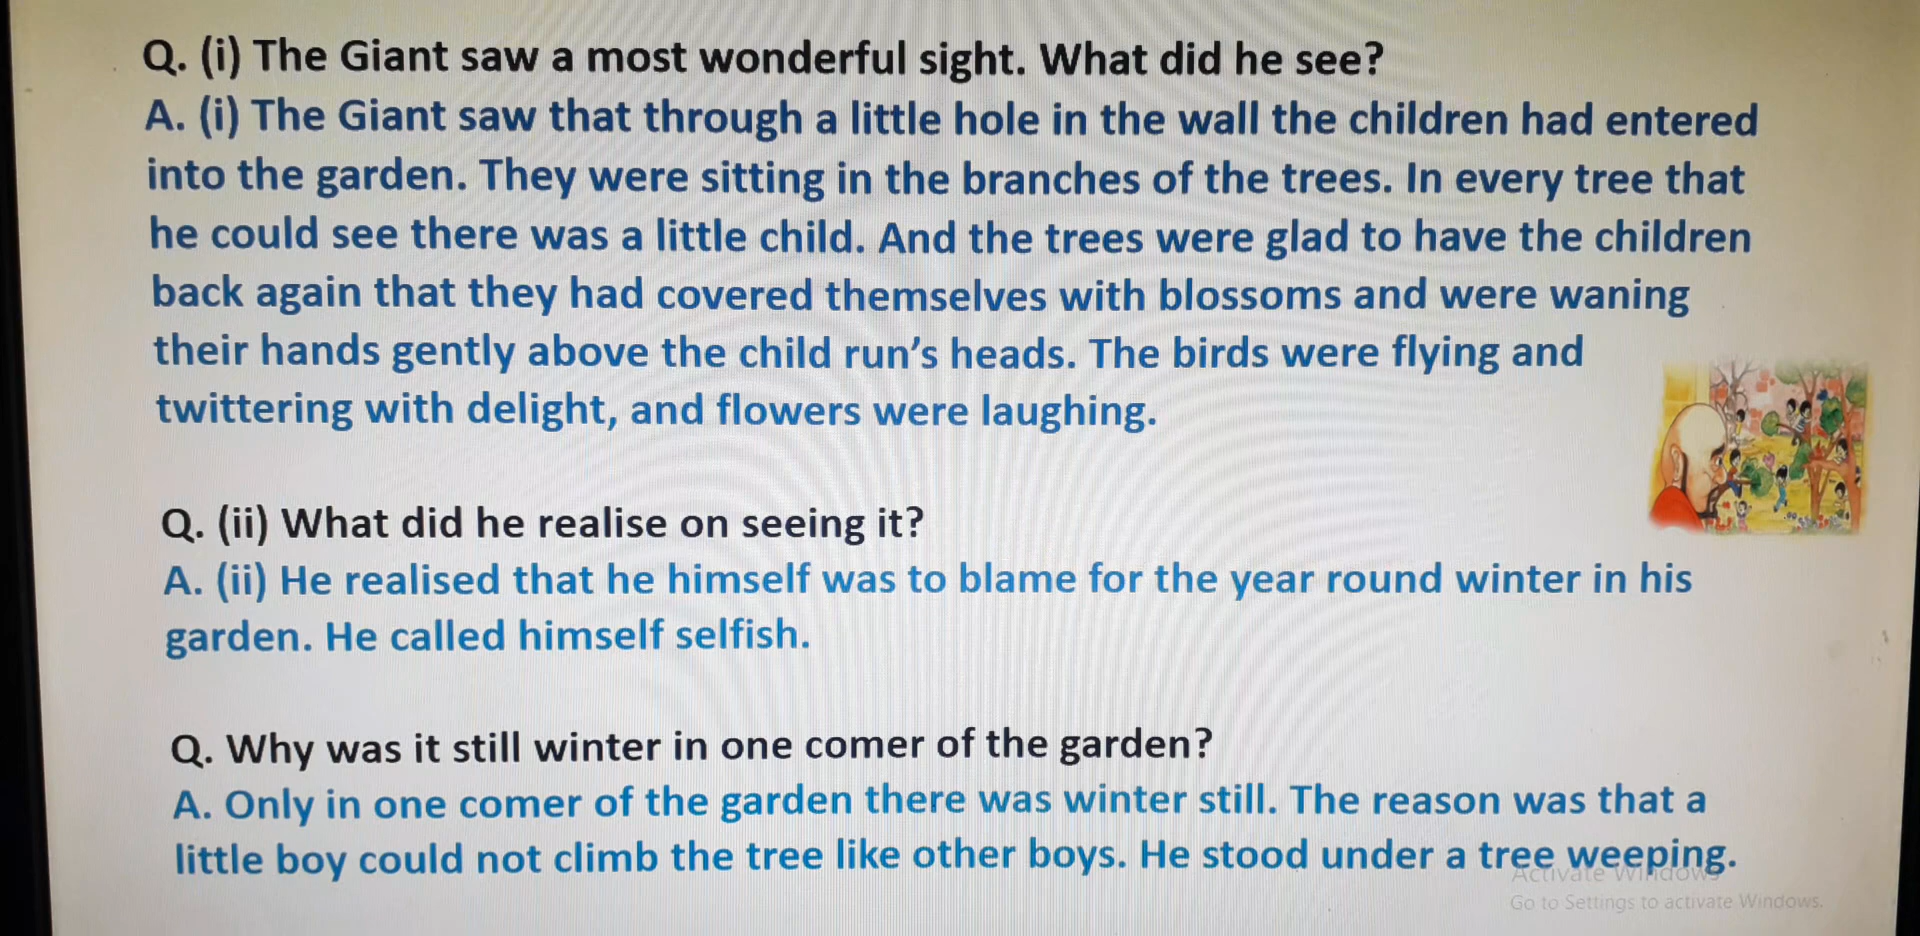 Q. (i) The Giant saw a most wonderful sight. What did he see?
A. (i) The Giant saw that through a little hole in the wall the children had entered
into the garden. They were sitting in the branches of the trees. In every tree that
he could see there was a little child. And the trees were glad to have the children
back again that they had covered themselves with blossoms and were waning
their hands gently above the child run’s heads. The birds were flying and
twittering with delight, and flowers were laughing.
Q. (ii) What did he realise on seeing it?
A. (ii) He realised that he himself was to blame for the year round winter in his
garden. He called himself selfish.
Q. Why was it still winter in one comer of the garden?
A. Only in one comer of the garden there was winter still. The reason was that a
little boy could not climb the tree like other boys. He stood under a tree weeping.
Activate Windows
Go to Settings to activate Windows.